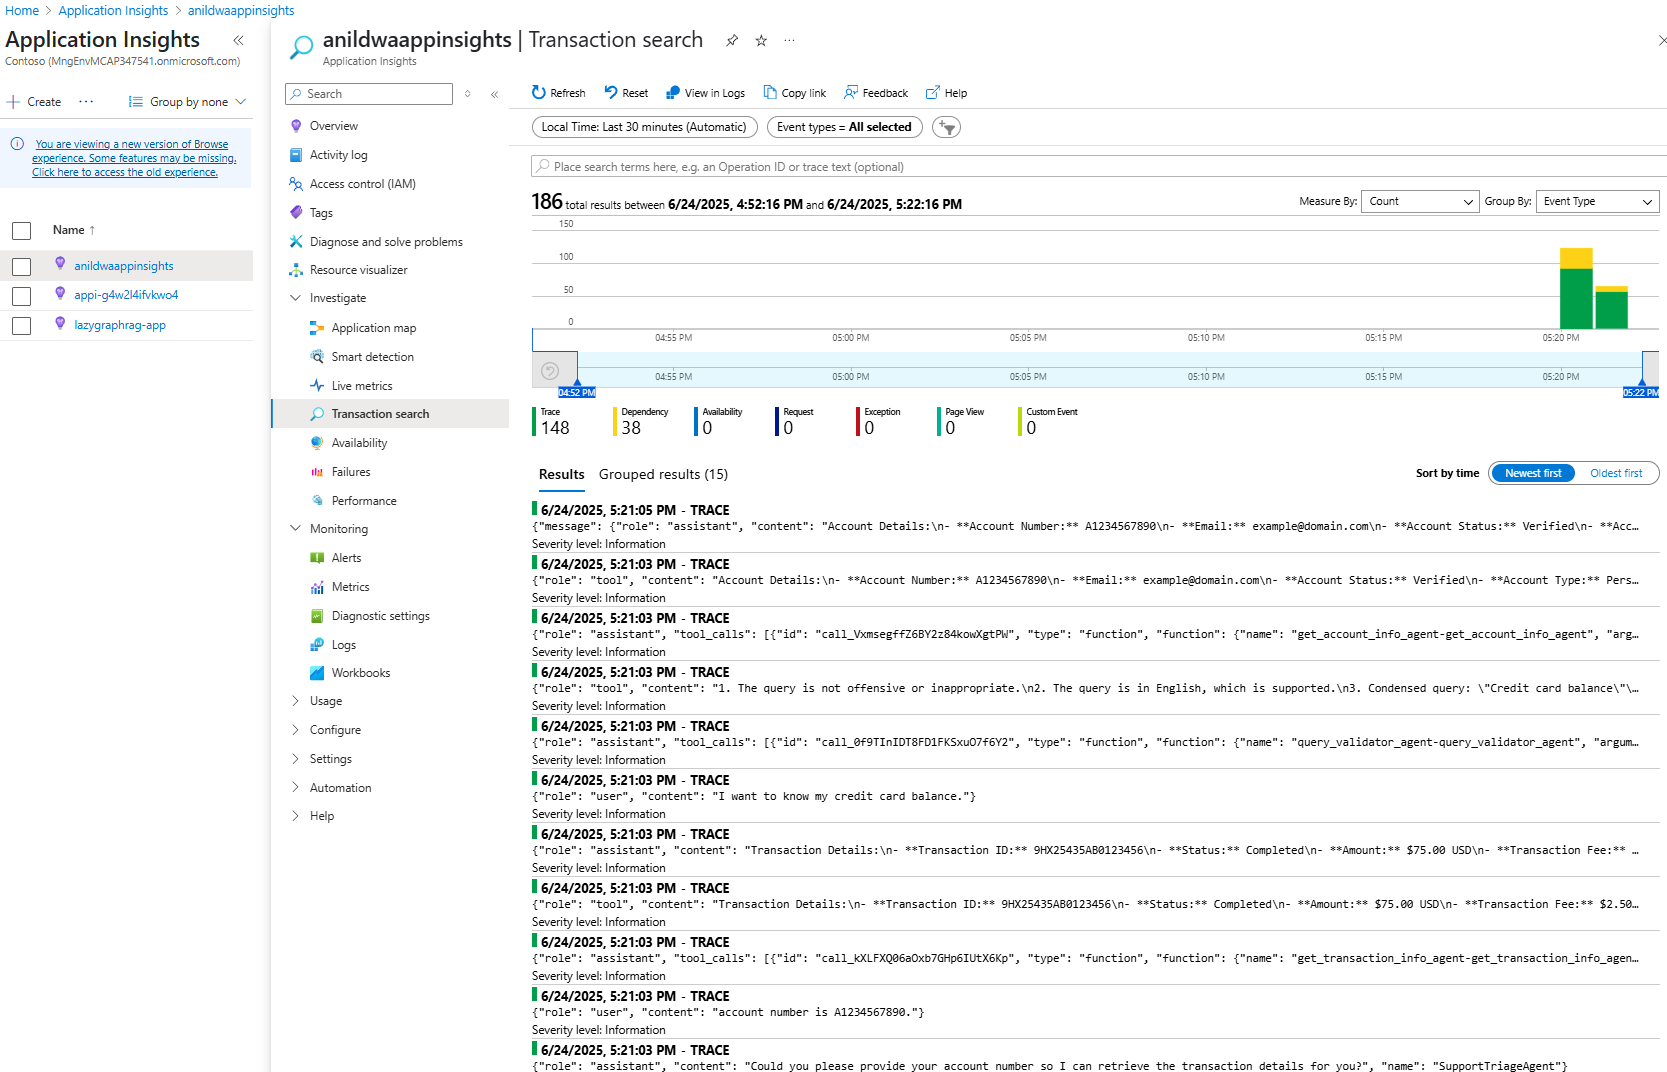 Home > Application Insights > anildwaappinsights
Application Insights
Contoso (MngEnvMCAP347541.onmicrosoft.com)
Create
Group by none
You are viewing a new version of Browse
experience. Some features may be missing.
Click here to access the old experience.
Name ↑
anildwaappinsights
appi-g4w2l4ifvkwo4
lazygraphrag-app
anildwaappinsights | Transaction search
Application Insights
Search
Overview
Activity log
Access control (IAM)
Tags
Diagnose and solve problems
Resource visualizer
Investigate
Application map
Smart detection
Live metrics
Transaction search
Availability
Failures
Performance
Monitoring
Alerts
Metrics
Diagnostic settings
Logs
Workbooks
Usage
Configure
Settings
Automation
Help
Refresh Reset View in Logs Copy link Feedback Help
Local Time: Last 30 minutes (Automatic) Event types = All selected
Place search terms here, e.g. an Operation ID or trace text (optional)
186 total results between 6/24/2025, 4:52:16 PM and 6/24/2025, 5:22:16 PM
Measure By: Count Group By: Event Type
150
100
50
0
04:55 PM 05:00 PM 05:05 PM 05:10 PM 05:15 PM 05:20 PM
04:55 PM 05:00 PM 05:05 PM 05:10 PM 05:15 PM 05:20 PM
04:52 PM 05:22 PM
Trace Dependency Availability Request Exception Page View Custom Event
148 38 0 0 0 0 0
Results Grouped results (15)
Sort by time Newest first Oldest first
6/24/2025, 5:21:05 PM - TRACE
{"message": {"role": "assistant", "content": "Account Details:\n- **Account Number:** A1234567890\n- **Email:** example@domain.com\n- **Account Status:** Verified\n- **Acc…
Severity level: Information
6/24/2025, 5:21:03 PM - TRACE
{"role": "tool", "content": "Account Details:\n- **Account Number:** A1234567890\n- **Email:** example@domain.com\n- **Account Status:** Verified\n- **Account Type:** Pers…
Severity level: Information
6/24/2025, 5:21:03 PM - TRACE
{"role": "assistant", "tool_calls": [{"id": "call_VxmsegffZ6BY2z84kowXgtPW", "type": "function", "function": {"name": "get_account_info_agent-get_account_info_agent", "arg…
Severity level: Information
6/24/2025, 5:21:03 PM - TRACE
{"role": "tool", "content": "1. The query is not offensive or inappropriate.\n2. The query is in English, which is supported.\n3. Condensed query: \"Credit card balance\"\…
Severity level: Information
6/24/2025, 5:21:03 PM - TRACE
{"role": "assistant", "tool_calls": [{"id": "call_0f9TInIDT8FD1FKSxuO7f6Y2", "type": "function", "function": {"name": "query_validator_agent-query_validator_agent", "argum…
Severity level: Information
6/24/2025, 5:21:03 PM - TRACE
{"role": "user", "content": "I want to know my credit card balance."}
Severity level: Information
6/24/2025, 5:21:03 PM - TRACE
{"role": "assistant", "content": "Transaction Details:\n- **Transaction ID:** 9HX25435AB0123456\n- **Status:** Completed\n- **Amount:** $75.00 USD\n- **Transaction Fee:** …
Severity level: Information
6/24/2025, 5:21:03 PM - TRACE
{"role": "tool", "content": "Transaction Details:\n- **Transaction ID:** 9HX25435AB0123456\n- **Status:** Completed\n- **Amount:** $75.00 USD\n- **Transaction Fee:** $2.50…
Severity level: Information
6/24/2025, 5:21:03 PM - TRACE
{"role": "assistant", "tool_calls": [{"id": "call_kXLFXQ06aOxb7GHp6IUtX6Kp", "type": "function", "function": {"name": "get_transaction_info_agent-get_transaction_info_agen…
Severity level: Information
6/24/2025, 5:21:03 PM - TRACE
{"role": "user", "content": "account number is A1234567890."}
Severity level: Information
6/24/2025, 5:21:03 PM - TRACE
{"role": "assistant", "content": "Could you please provide your account number so I can retrieve the transaction details for you?", "name": "SupportTriageAgent"}